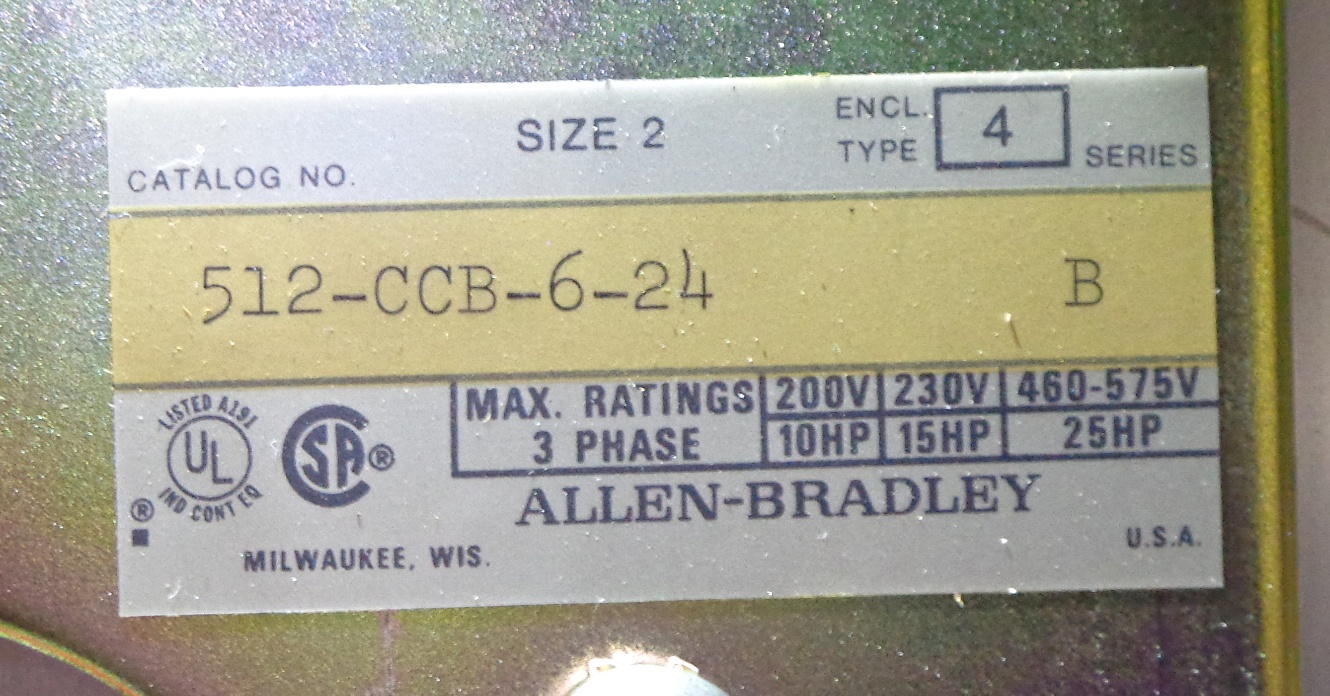 SIZE 2
ENCL. TYPE 4
CATALOG NO.
SERIES
512-CCB-6-24 B
MAX. RATINGS 200V 230V 460-575V
3 PHASE 10HP 15HP 25HP
LISTED A191
UL
IND CONT EQ
®
SA®
ALLEN-BRADLEY
MILWAUKEE, WIS.
U.S.A.